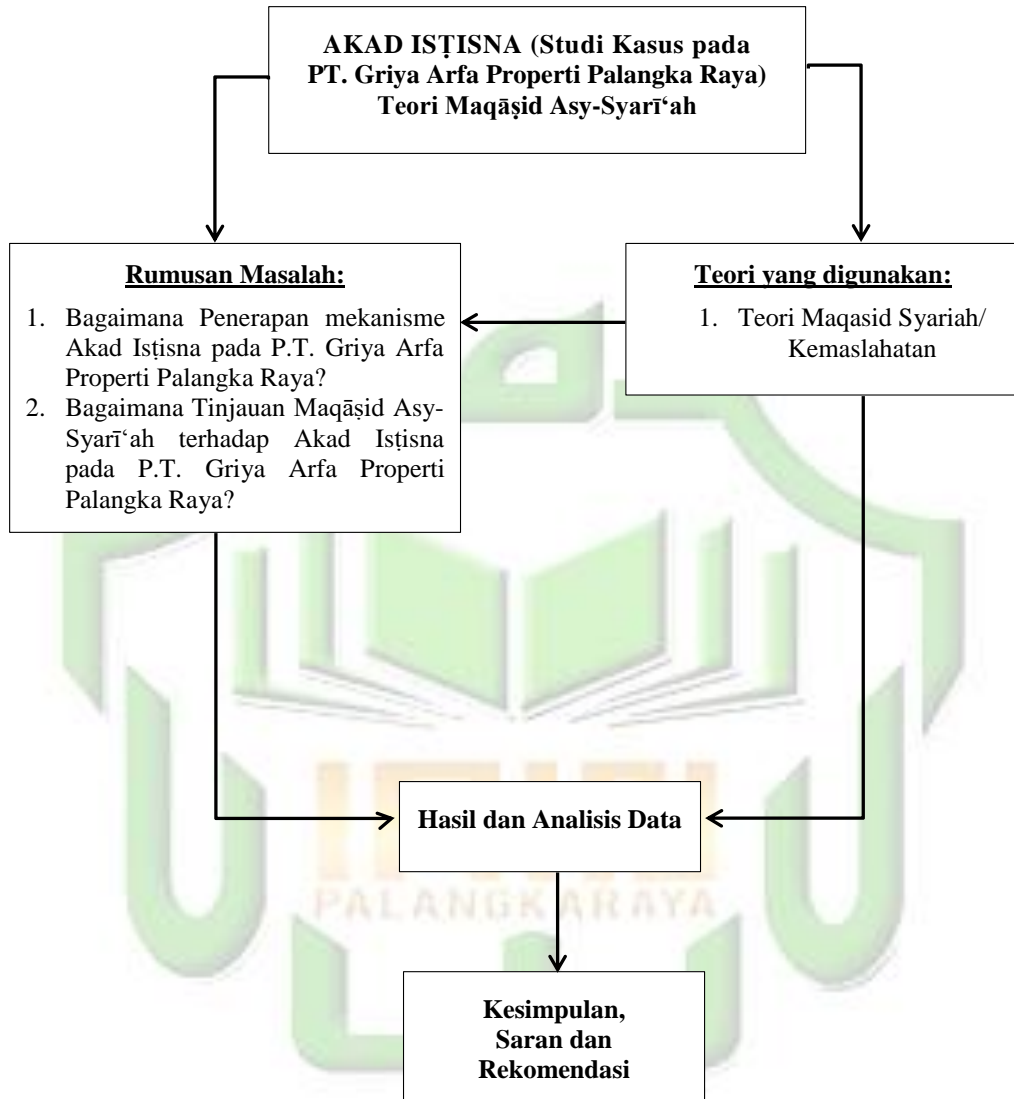 AKAD ISṬISNA (Studi Kasus pada
PT. Griya Arfa Properti Palangka Raya)
Teori Maqāṣid Asy-Syarī‘ah
Rumusan Masalah:
1. Bagaimana Penerapan mekanisme
Akad Isṭisna pada P.T. Griya Arfa
Properti Palangka Raya?
2. Bagaimana Tinjauan Maqāṣid Asy-
Syarī‘ah terhadap Akad Isṭisna
pada P.T. Griya Arfa Properti
Palangka Raya?
Teori yang digunakan:
1. Teori Maqasid Syariah/
Kemaslahatan
Hasil dan Analisis Data
PALANGKARAYA
Kesimpulan,
Saran dan
Rekomendasi